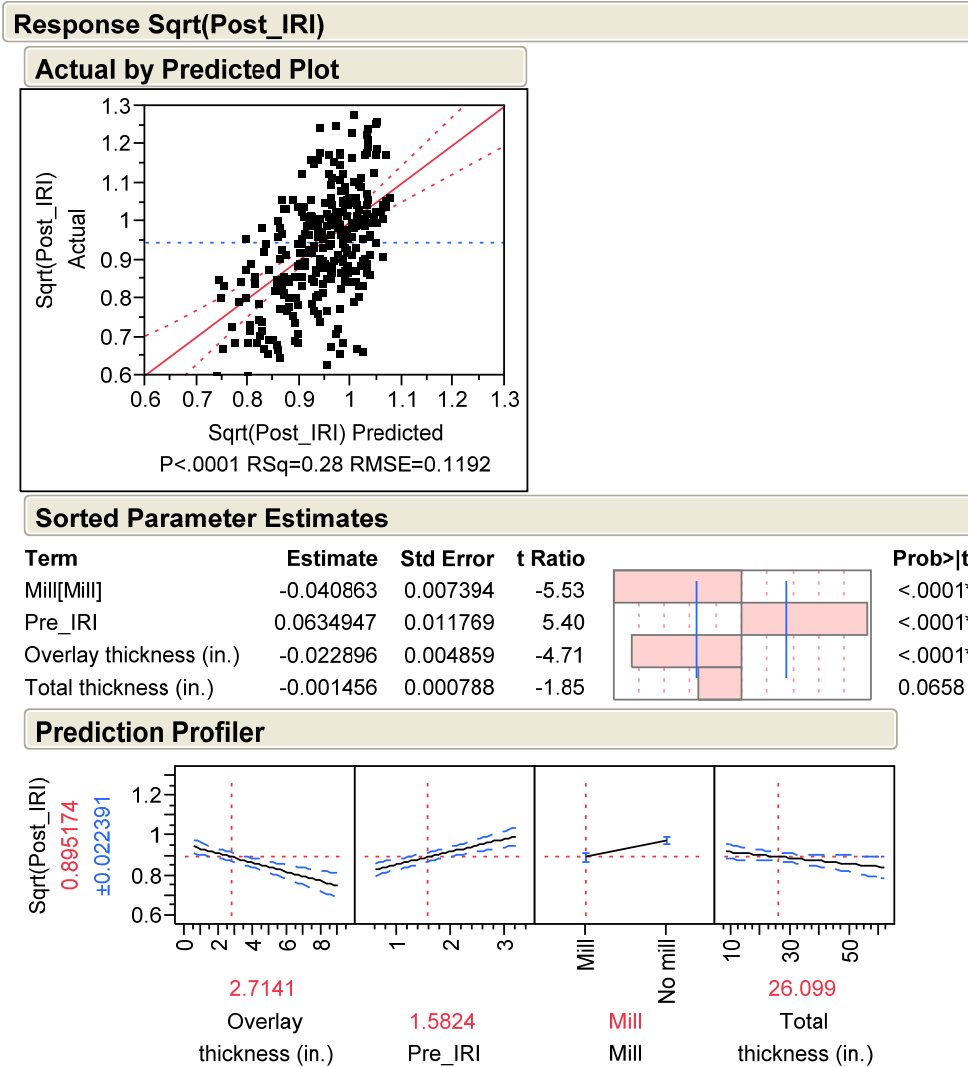 Response Sqrt(Post_IRI)
Actual by Predicted Plot
Sqrt(Post_IRI)
Actual
1.3
1.2
1.1
1
0.9
0.8
0.7
0.6
0.6 0.7 0.8 0.9 1 1.1 1.2 1.3
Sqrt(Post_IRI) Predicted
P<.0001 RSq=0.28 RMSE=0.1192
Sorted Parameter Estimates
Term Estimate Std Error t Ratio Prob>|t
Mill[Mill] -0.040863 0.007394 -5.53 <.0001*
Pre_IRI 0.0634947 0.011769 5.40 <.0001*
Overlay thickness (in.) -0.022896 0.004859 -4.71 <.0001*
Total thickness (in.) -0.001456 0.000788 -1.85 0.0658
Prediction Profiler
Sqrt(Post_IRI)
0.895174
±0.022391
1.2
1
0.8
0.6
0 2 4 6 8 1 2 3 Mill No mill 10 30 50
2.7141 26.099
Overlay 1.5824 Mill Total
thickness (in.) Pre_IRI Mill thickness (in.)